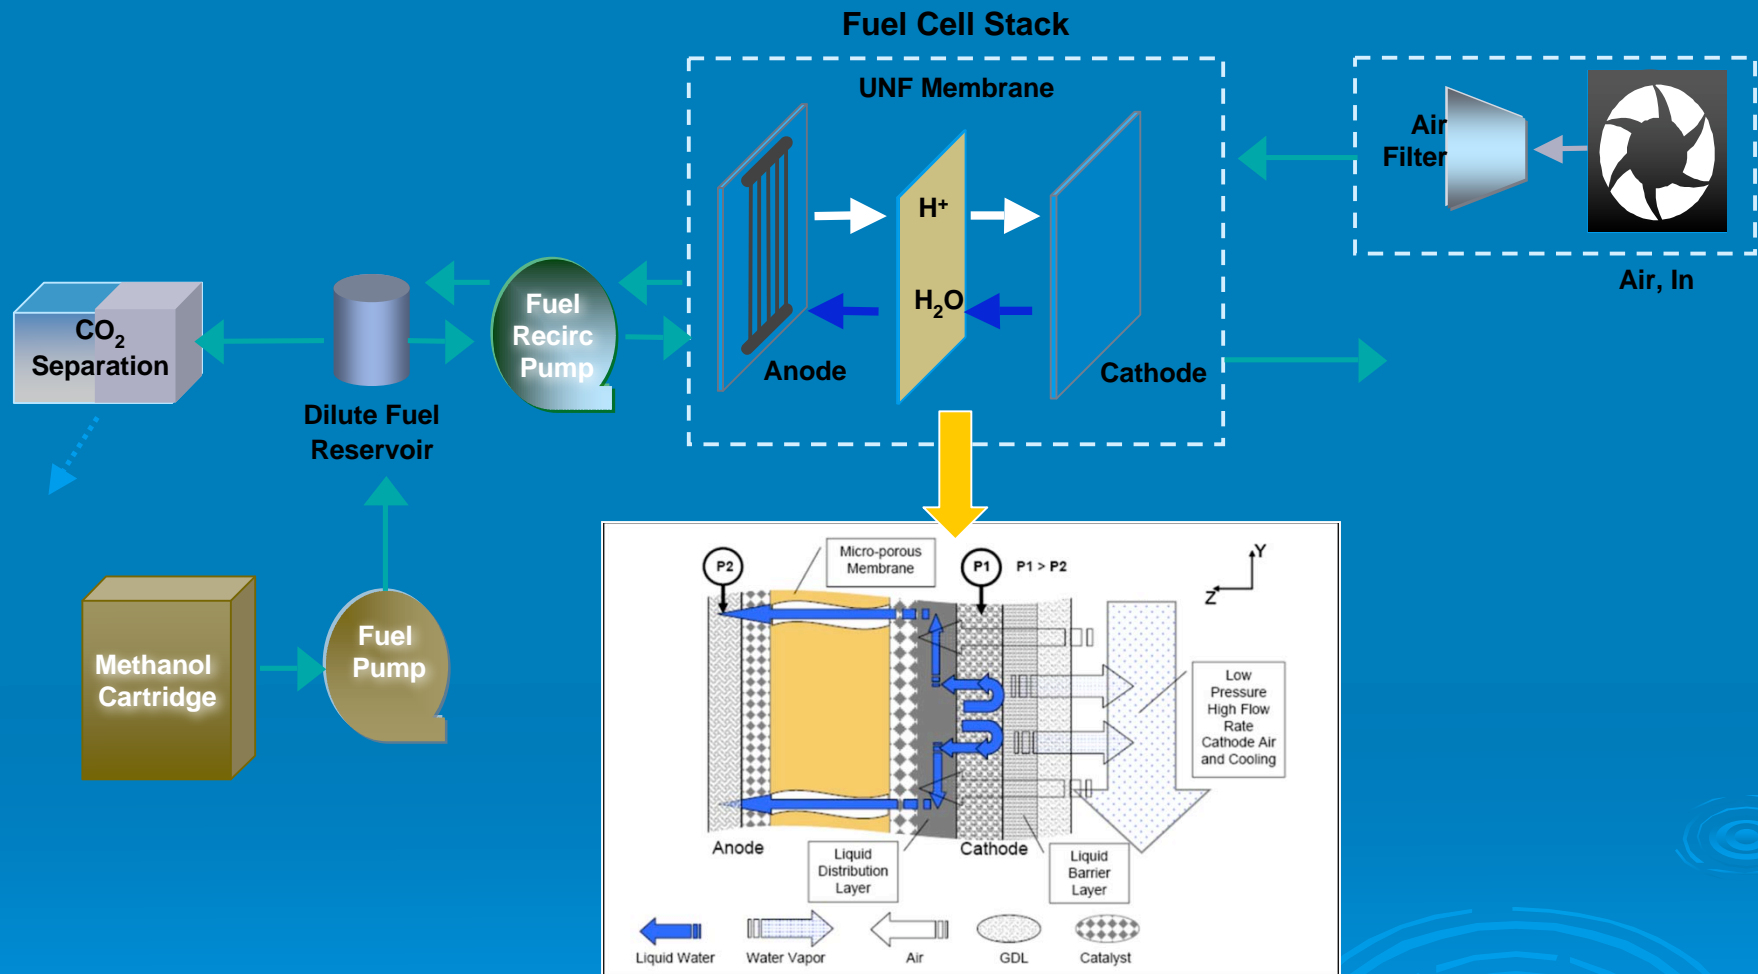 Fuel Cell Stack
UNF Membrane
Air
Filter
H+
H2O
Air, In
Fuel
Recirc
Pump
CO2
Separation
Anode
Cathode
Dilute Fuel
Reservoir
Fuel
Pump
Methanol
Cartridge
P2
Micro-porous
Membrane
P1
P1 > P2
Y
Z
Low
Pressure
High Flow
Rate
Cathode Air
and Cooling
Anode
Liquid
Distribution
Layer
Cathode
Liquid
Barrier
Layer
Liquid Water
Water Vapor
Air
GDL
Catalyst